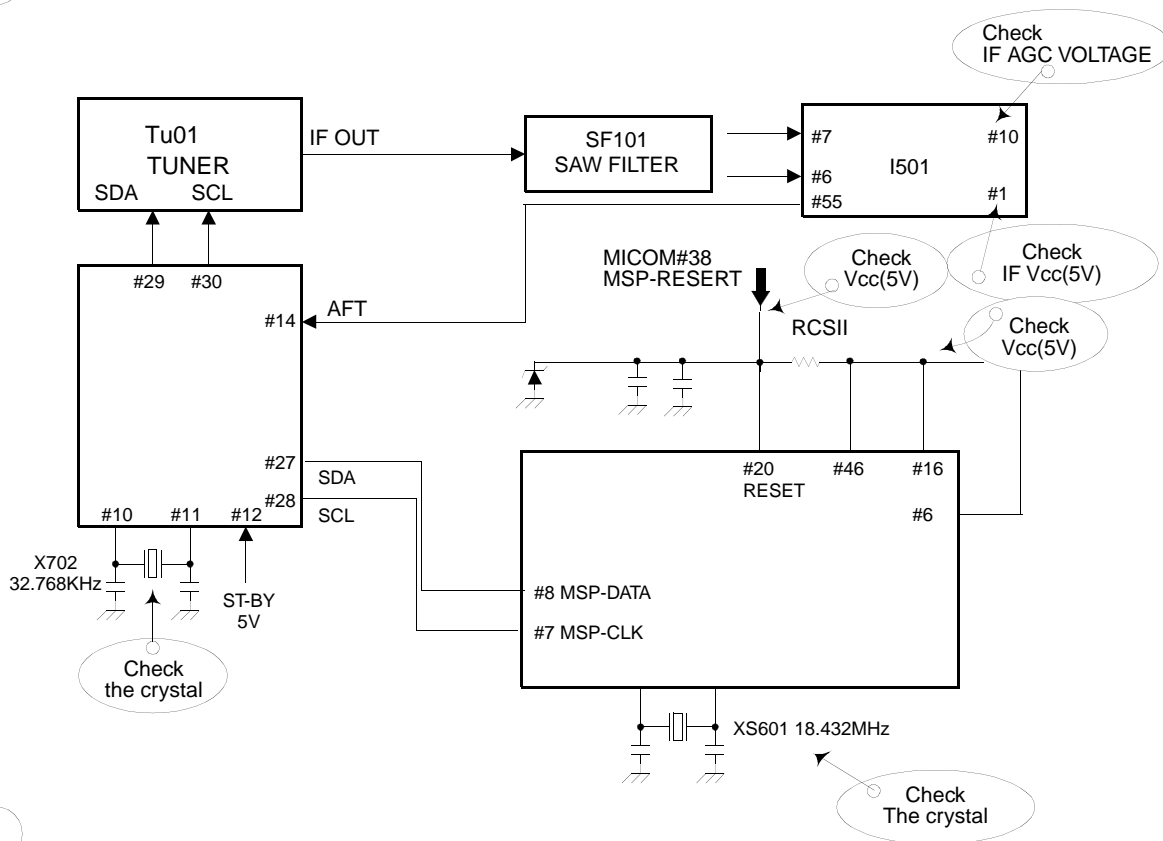 Check
IF AGC VOLTAGE
Tu01
TUNER
SDA SCL
IF OUT
SF101
SAW FILTER
#7
#6
#55
I501
#10
#1
#29 #30
#14
AFT
MICOM#38
MSP-RESERT
Check
Vcc(5V)
Check
IF Vcc(5V)
Check
Vcc(5V)
RCSII
#27
SDA
#28
SCL
#10 #11 #12
X702
32.768KHz
ST-BY
5V
Check
the crystal
#20
RESET
#46
#16
#6
#8 MSP-DATA
#7 MSP-CLK
XS601 18.432MHz
Check
The crystal